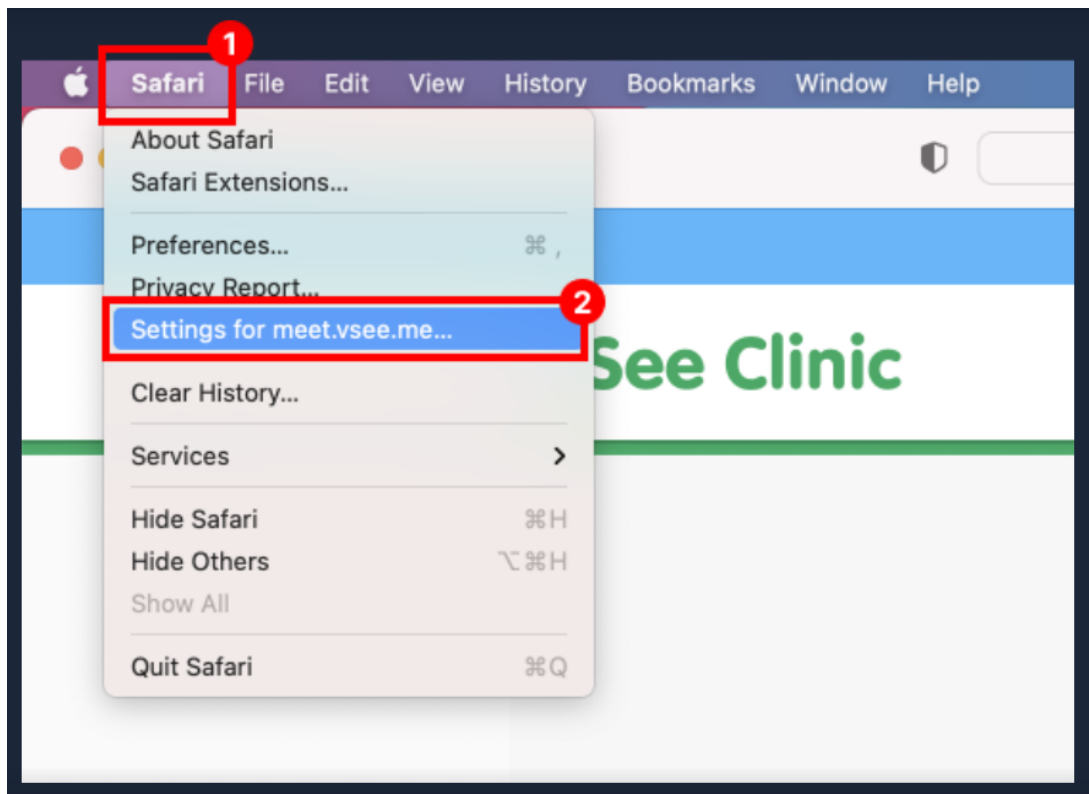 1
Safari File Edit View History Bookmarks Window Help
About Safari
Safari Extensions...
Preferences... ⌘ ,
Privacy Report...
2
Settings for meet.vsee.me...
See Clinic
Clear History...
Services
Hide Safari ⌘H
Hide Others ⌥⌘H
Show All
Quit Safari ⌘Q